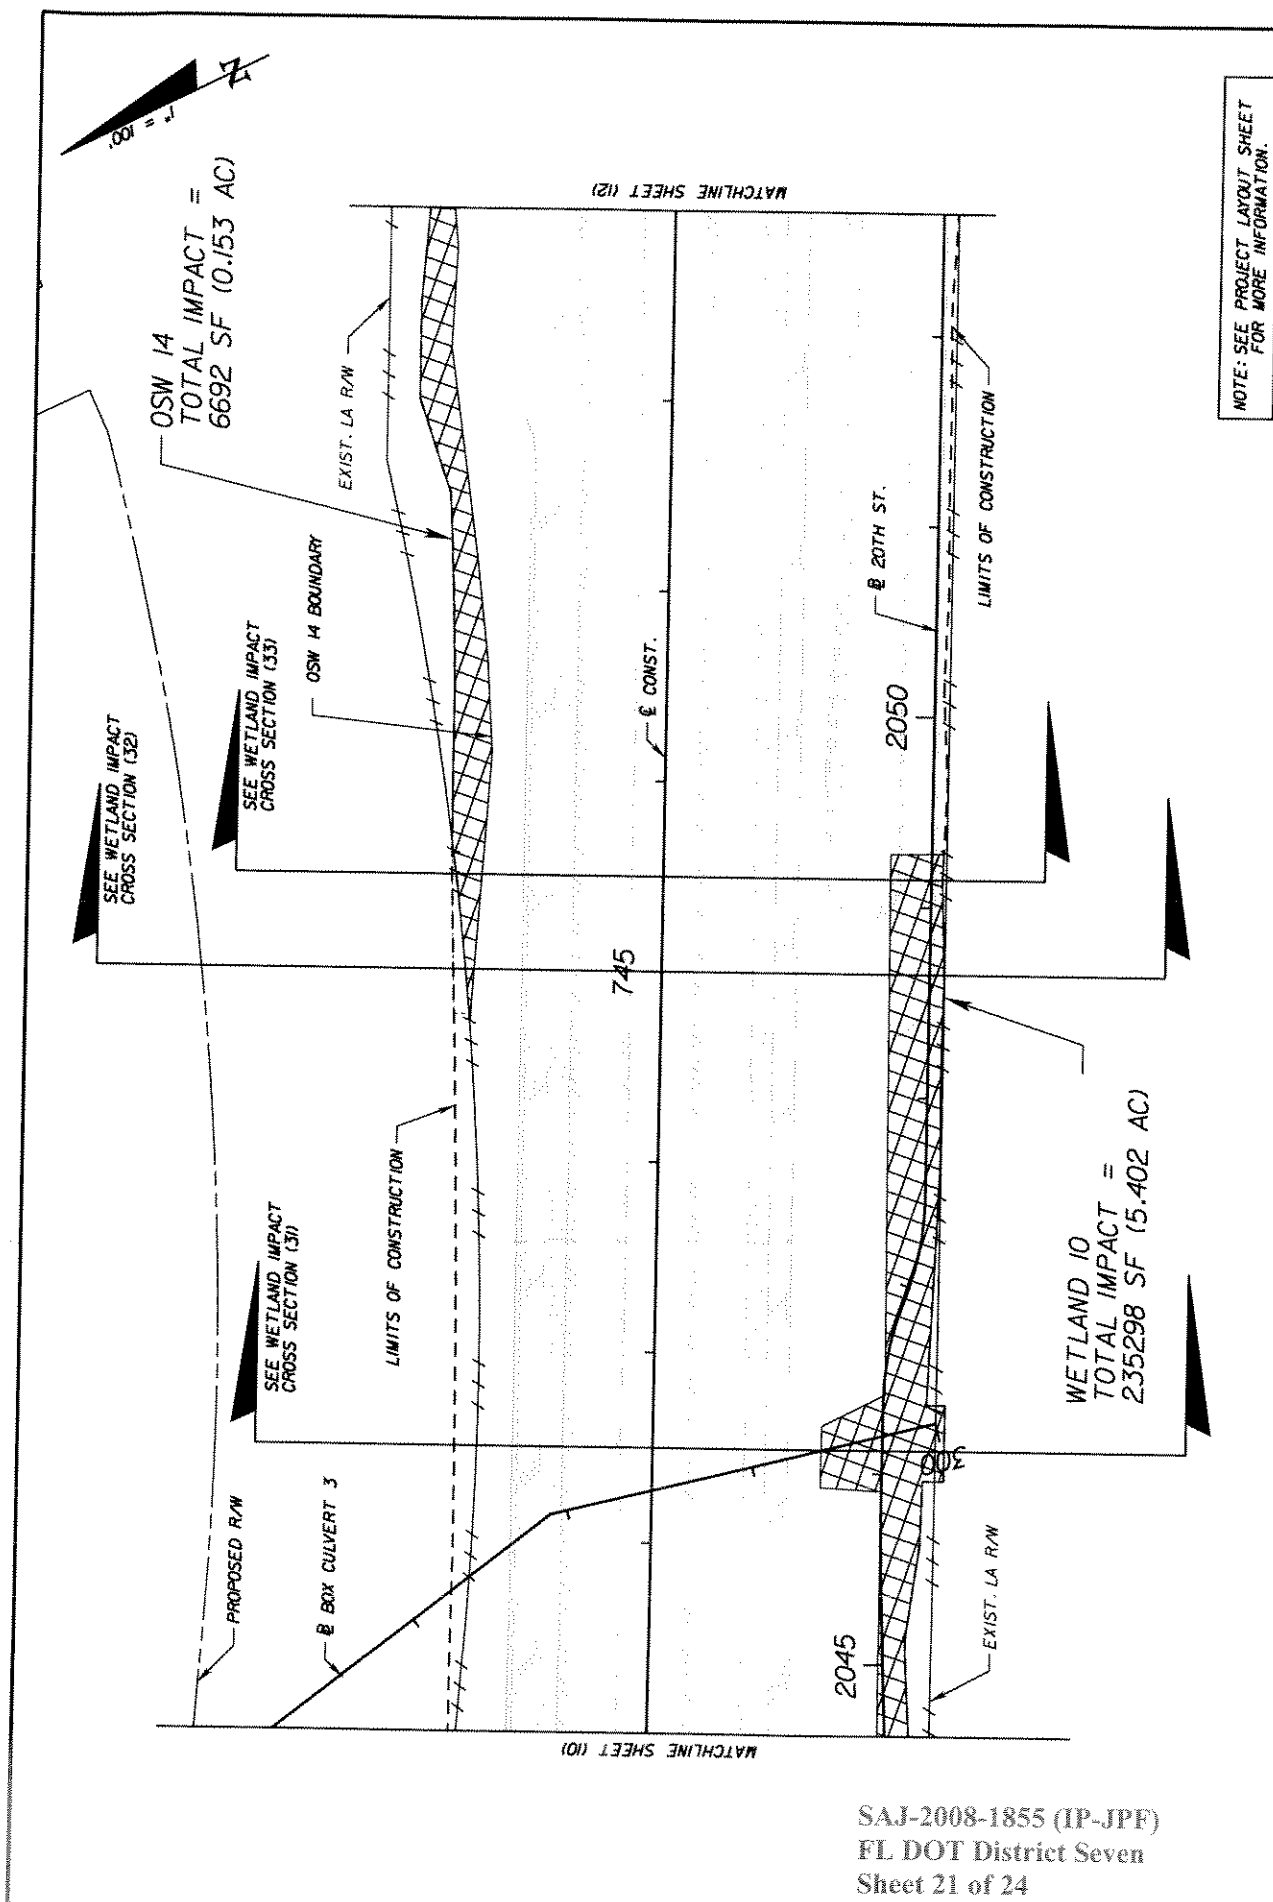 N
1" = 100'
OSW 14
TOTAL IMPACT =
6692 SF (0.153 AC)
NOTE: SEE PROJECT LAYOUT SHEET
FOR MORE INFORMATION.
MATCHLINE SHEET (12)
EXIST. LA R/W
OSW 14 BOUNDARY
SEE WETLAND IMPACT
CROSS SECTION (33)
SEE WETLAND IMPACT
CROSS SECTION (32)
℄ CONST.
2050
20TH ST.
LIMITS OF CONSTRUCTION
745
LIMITS OF CONSTRUCTION
SEE WETLAND IMPACT
CROSS SECTION (31)
WETLAND 10
TOTAL IMPACT =
235298 SF (5.402 AC)
PROPOSED R/W
BOX CULVERT 3
300
2045
EXIST. LA R/W
MATCHLINE SHEET (10)
SAJ-2008-1855 (IP-JPF)
FL DOT District Seven
Sheet 21 of 24